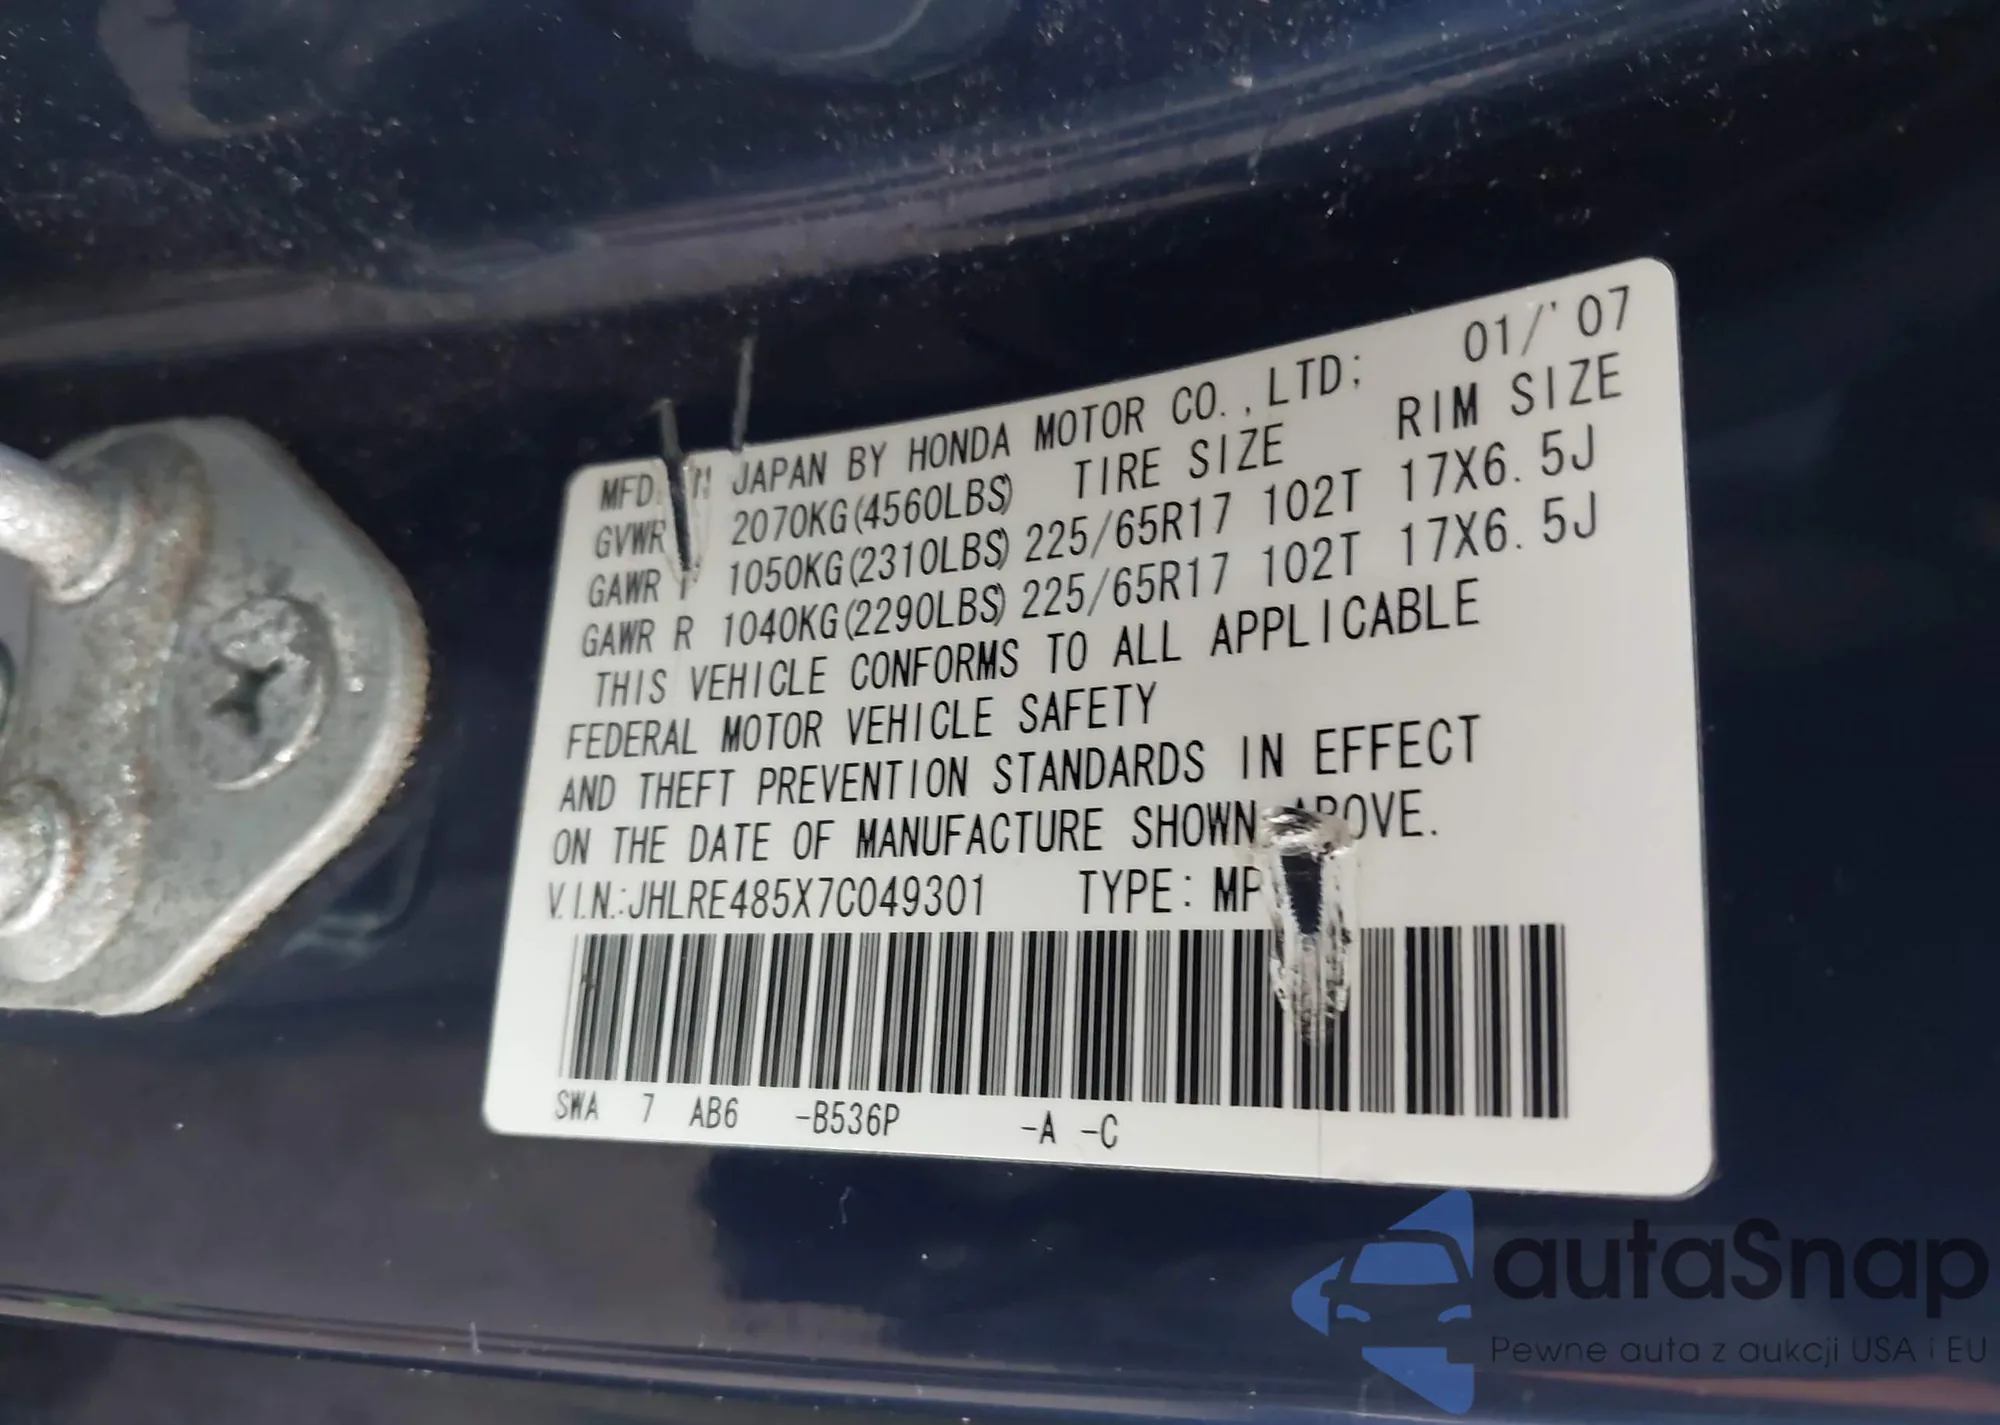 MFD. JAPAN BY HONDA MOTOR CO.,LTD; 01/'07
GVWR 2070KG(4560LBS) TIRE SIZE RIM SIZE
GAWR 1050KG(2310LBS) 225/65R17 102T 17X6.5J
GAWR R 1040KG(2290LBS) 225/65R17 102T 17X6.5J
THIS VEHICLE CONFORMS TO ALL APPLICABLE
FEDERAL MOTOR VEHICLE SAFETY
AND THEFT PREVENTION STANDARDS IN EFFECT
ON THE DATE OF MANUFACTURE SHOWN ABOVE.
V.I.N.:JHLRE485X7C049301 TYPE:
SWA 7 AB6 -B536P -A -C
autaSnap
Pewne auta z aukcji USA i EU